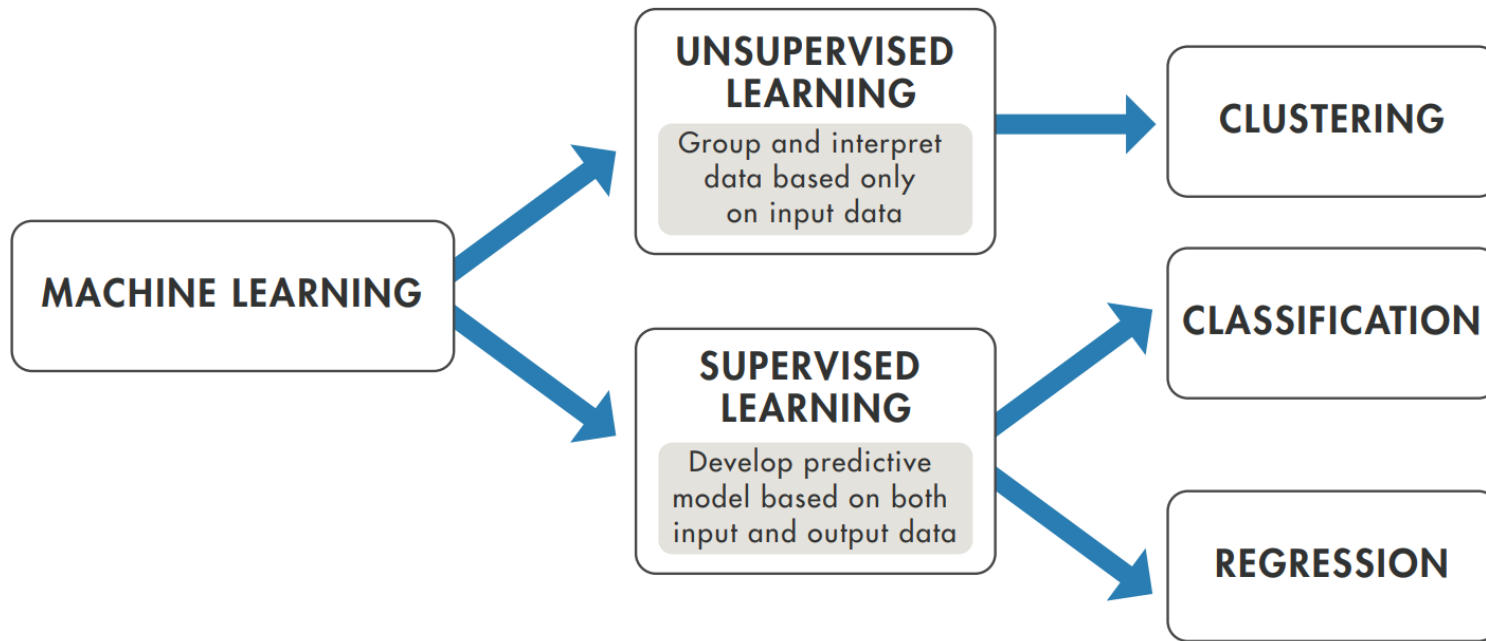 MACHINE LEARNING
UNSUPERVISED
LEARNING
Group and interpret
data based only
on input data
SUPERVISED
LEARNING
Develop predictive
model based on both
input and output data
CLUSTERING
CLASSIFICATION
REGRESSION